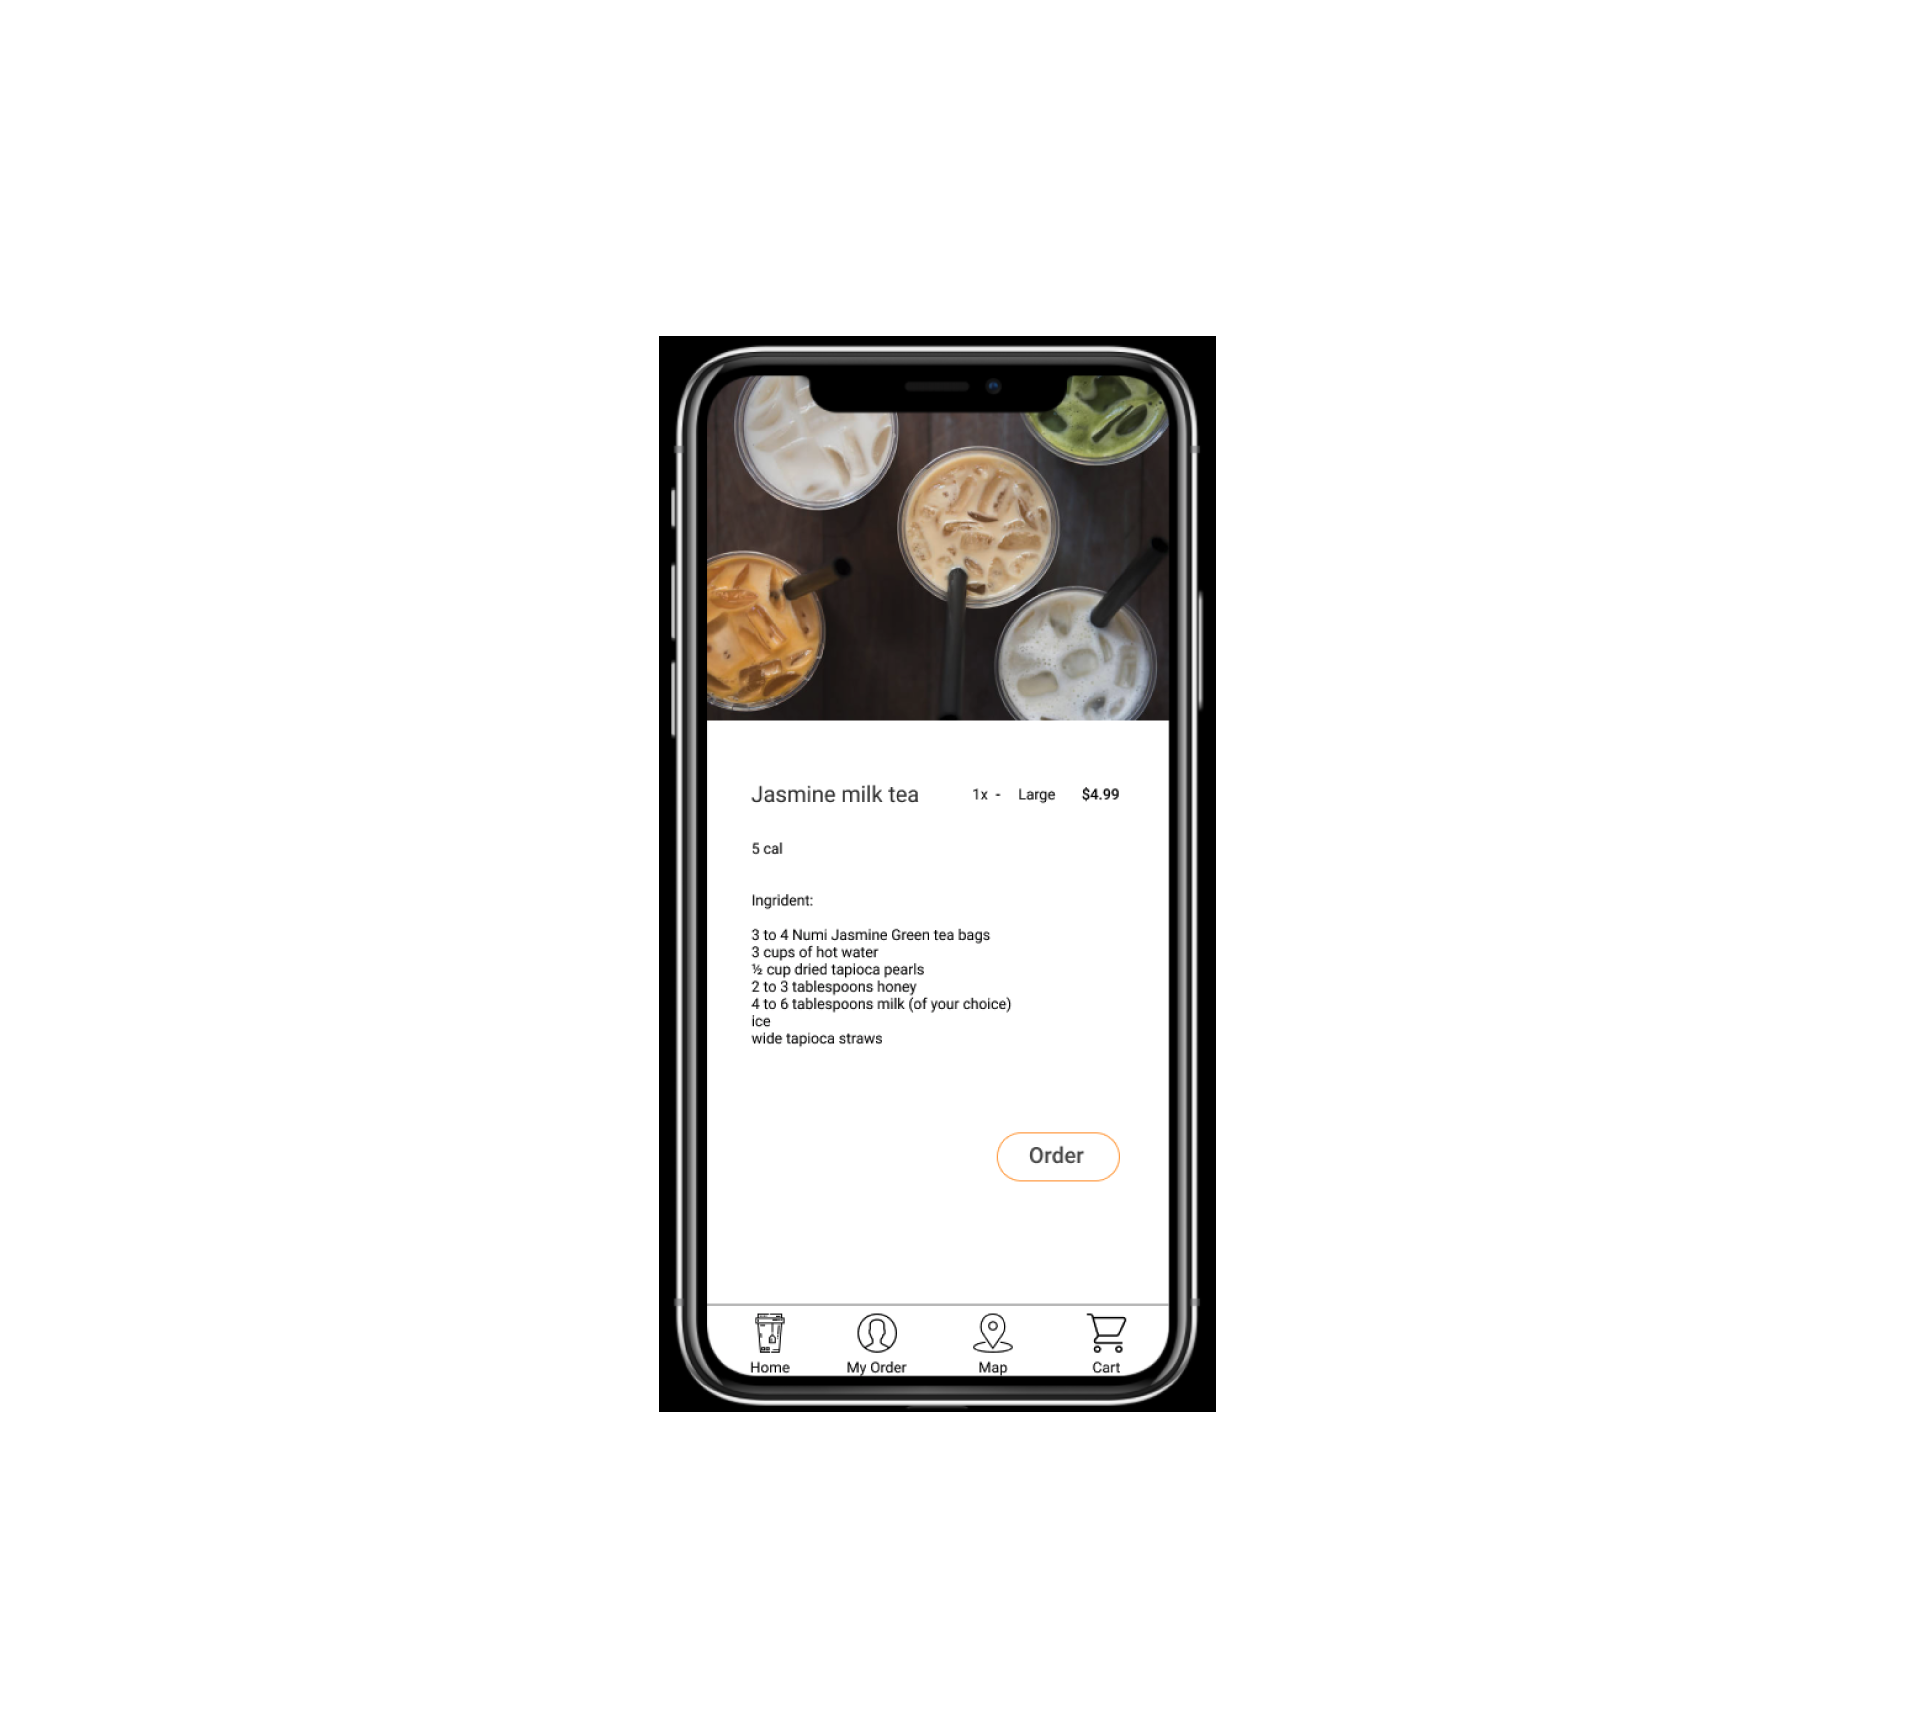 Jasmine milk tea 1x - Large $4.99
5 cal
Ingrident:
3 to 4 Numi Jasmine Green tea bags
3 cups of hot water
½ cup dried tapioca pearls
2 to 3 tablespoons honey
4 to 6 tablespoons milk (of your choice)
ice
wide tapioca straws
Order
Home My Order Map Cart